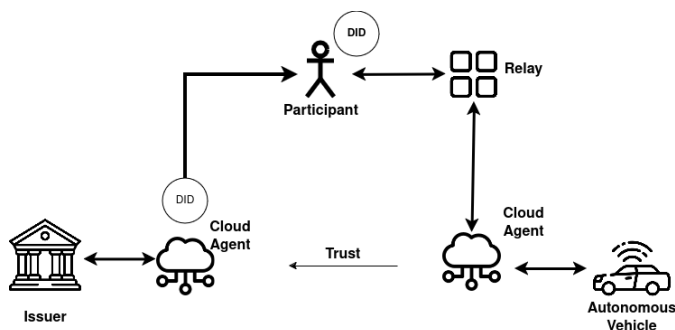 DID
Relay
Participant
DID
Cloud
Agent
Cloud
Agent
Trust
Issuer
Autonomous
Vehicle